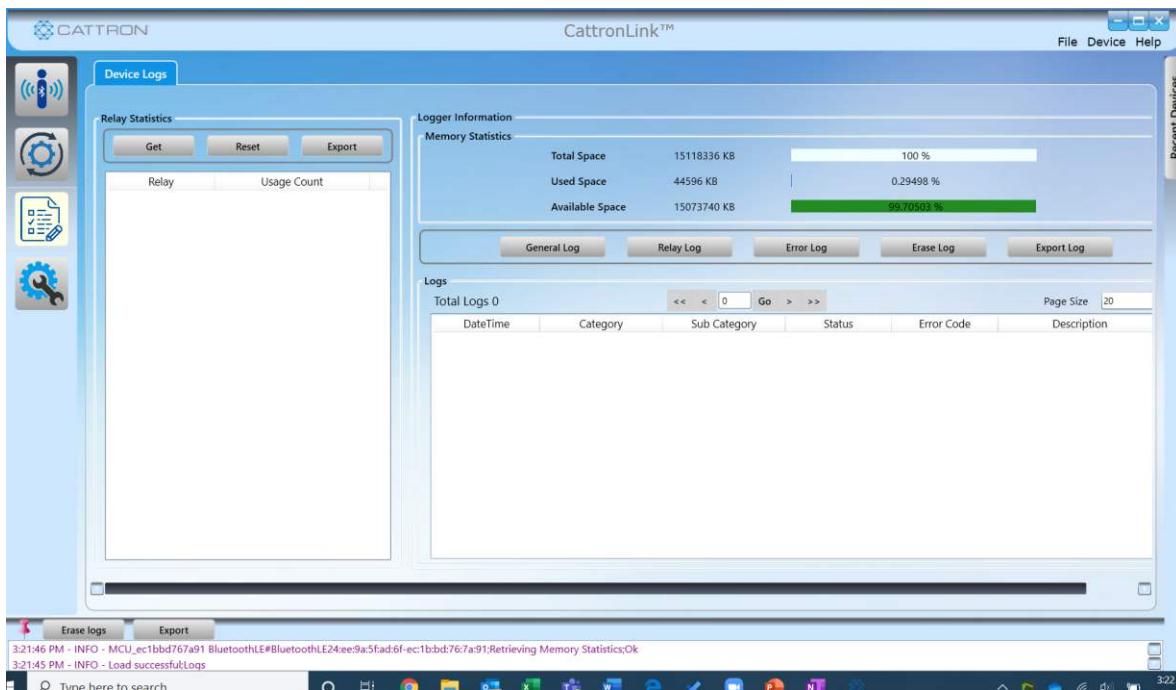 CATTRON
CattronLink™
File Device Help
Recent Devices
Device Logs
Relay Statistics
Get Reset Export
Relay Usage Count
Logger Information
Memory Statistics
Total Space 15118336 KB 100 %
Used Space 44596 KB 0.29498 %
Available Space 15073740 KB 99.70503 %
General Log Relay Log Error Log Erase Log Export Log
Logs
Total Logs 0 << < 0 Go > >> Page Size 20
DateTime Category Sub Category Status Error Code Description
Erase logs Export
3:21:46 PM - INFO - MCU_ec1bbd767a91 BluetoothLE#BluetoothLE24:ee:9a:5f:ad:6f-ec:1b:bd:76:7a:91;Retrieving Memory Statistics;Ok
3:21:45 PM - INFO - Load successful;Logs
Type here to search